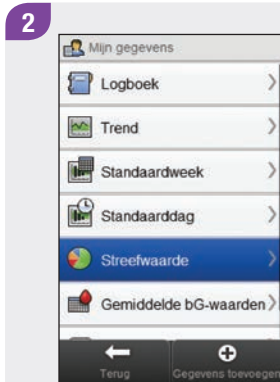 2
Mijn gegevens
Logboek
Trend
Standaardweek
Standaarddag
Streefwaarde
Gemiddelde bG-waarden
Terug
Gegevens toevoegen